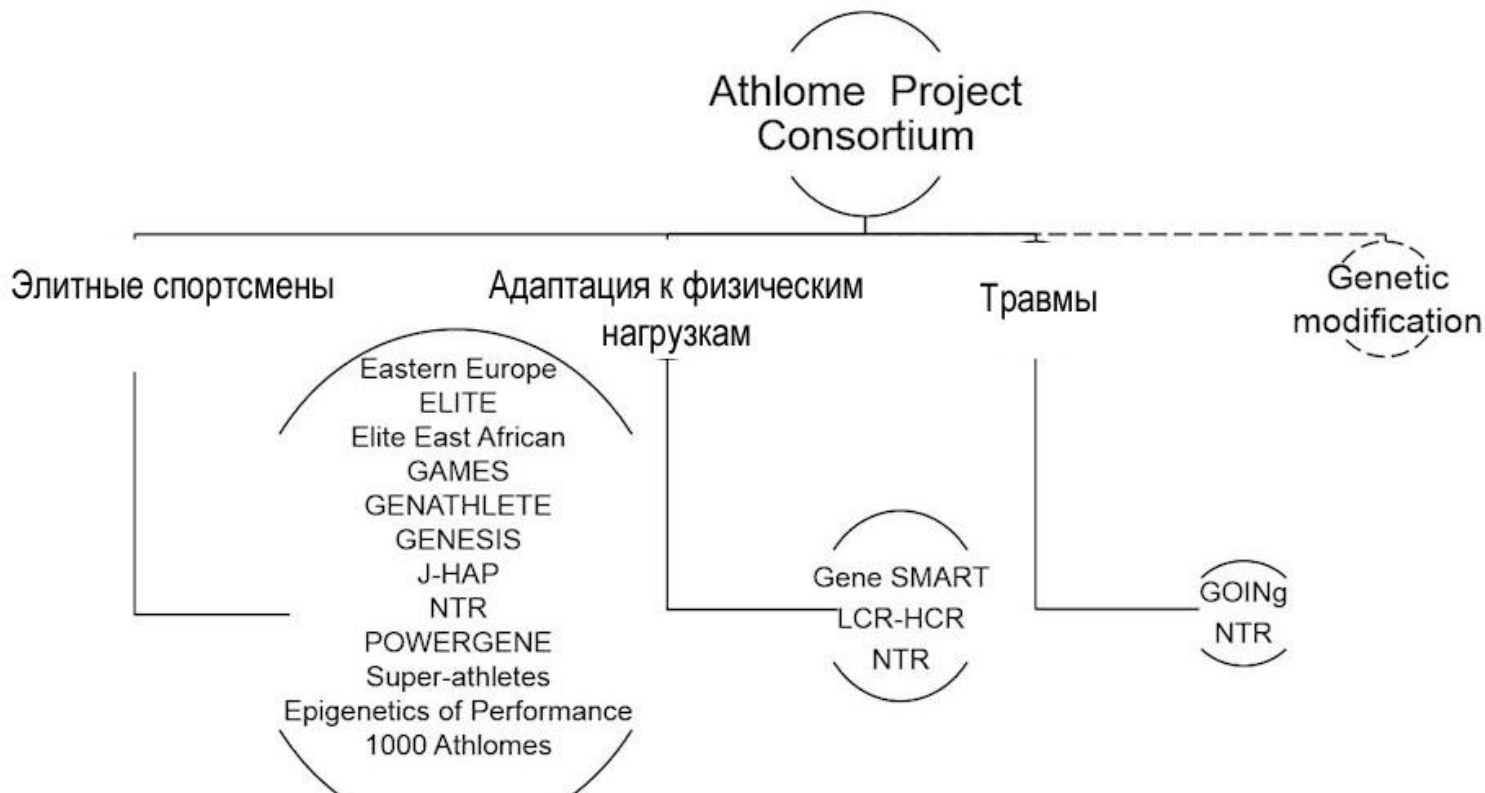 Athlome Project
Consortium
Элитные спортсмены
Адаптация к физическим
нагрузкам
Травмы
Genetic
modification
Eastern Europe
ELITE
Elite East African
GAMES
GENATHLETE
GENESIS
J-HAP
NTR
POWERGENE
Super-athletes
Epigenetics of Performance
1000 Athlomes
Gene SMART
LCR-HCR
NTR
GOINg
NTR